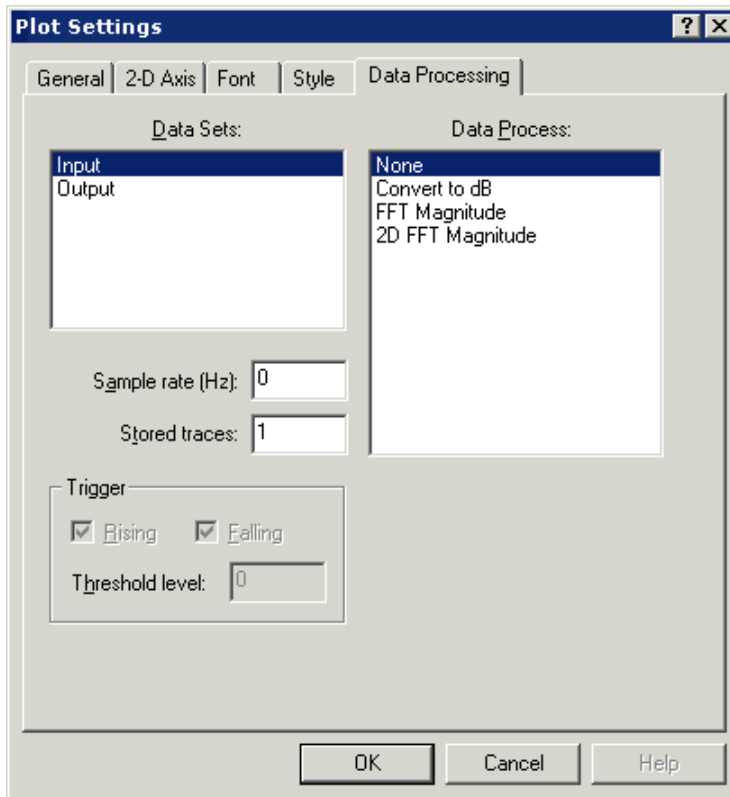 Plot Settings
General 2-D Axis Font Style Data Processing
Data Sets:
Input
Output
Data Process:
None
Convert to dB
FFT Magnitude
2D FFT Magnitude
Sample rate (Hz): 0
Stored traces: 1
Trigger
Rising Falling
Threshold level: 0
OK Cancel Help